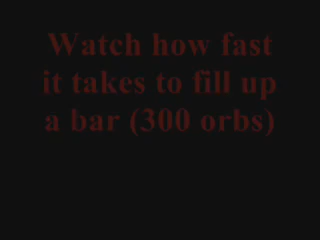 Watch how fast
it takes to fill up
a bar (300 orbs)